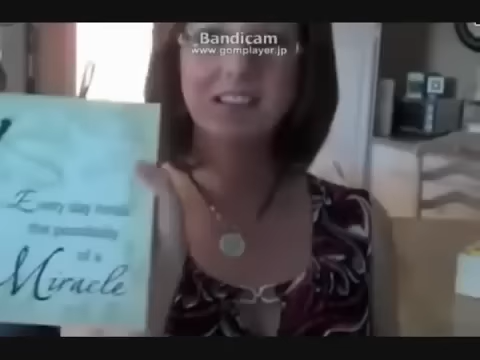 Bandicam
www.gomplayer.jp
Every day holds
the possibility
of a
Miracle